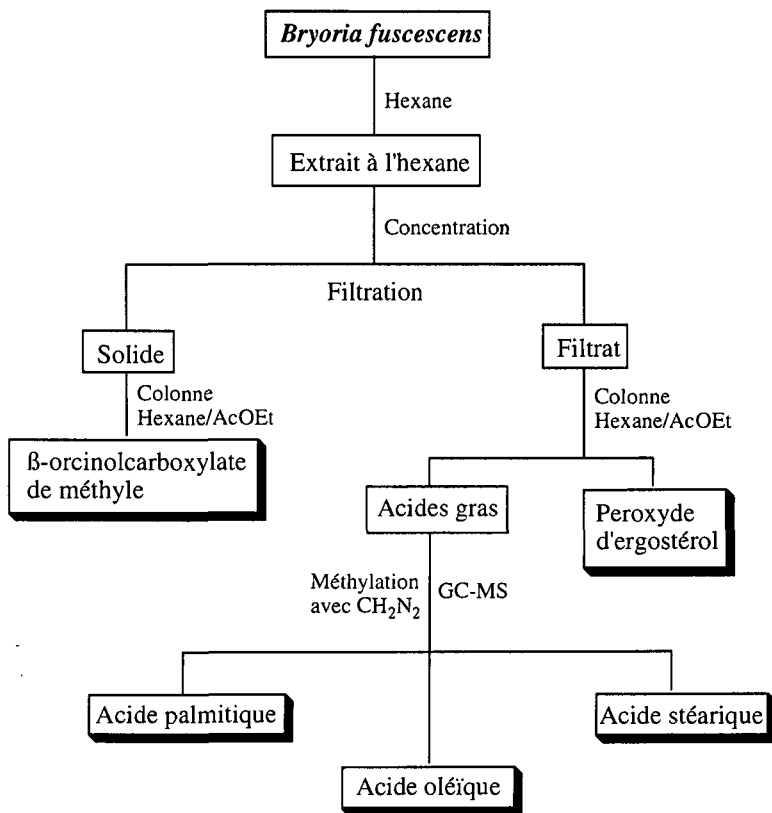 Bryoria fuscescens
Hexane
Extrait à l'hexane
Concentration
Filtration
Solide
Filtrat
Colonne
Hexane/AcOEt
Colonne
Hexane/AcOEt
ß-orcinolcarboxylate
de méthyle
Acides gras
Peroxyde
d'ergostérol
Méthylation
avec CH₂N₂
GC-MS
Acide palmitique
Acide stéarique
Acide oléïque